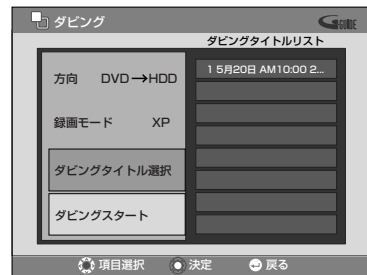 ダビング
GGUIDE
ダビングタイトルリスト
方向 DVD→HDD
1 5月20日 AM10:00 2...
録画モード XP
ダビングタイトル選択
ダビングスタート
項目選択 決定 戻る